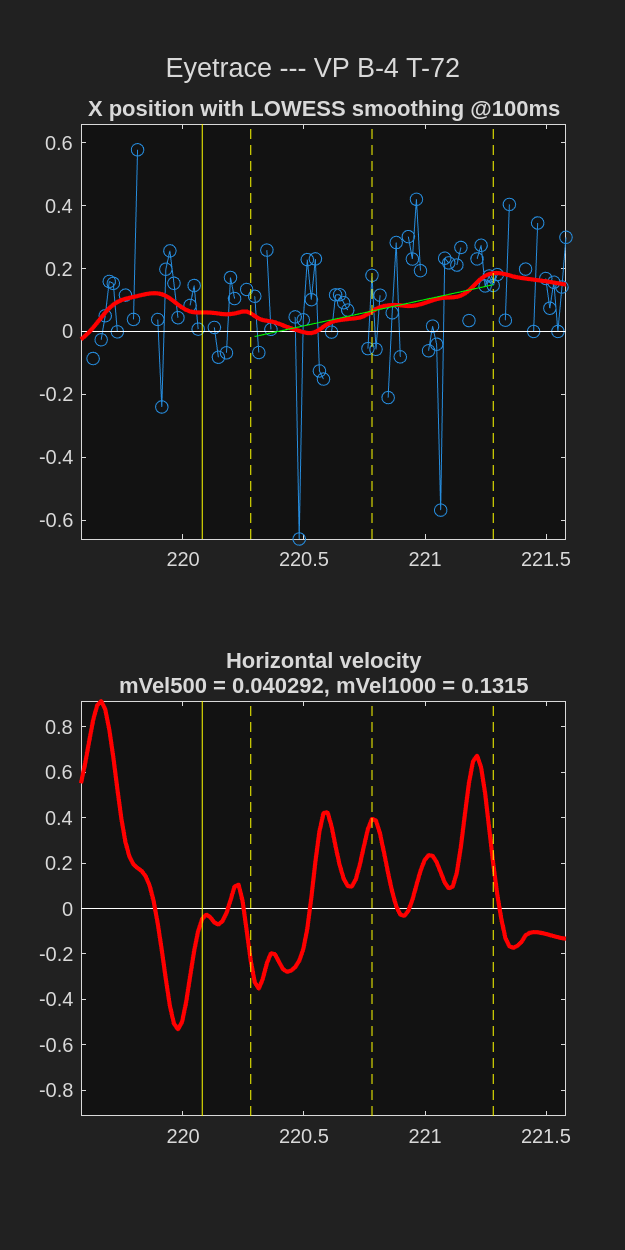 Eyetrace --- VP B-4 T-72
X position with LOWESS smoothing @100ms
0.6
0.4
0.2
0
-0.2
-0.4
-0.6
220 220.5 221 221.5
Horizontal velocity
mVel500 = 0.040292, mVel1000 = 0.1315
0.8
0.6
0.4
0.2
0
-0.2
-0.4
-0.6
-0.8
220 220.5 221 221.5